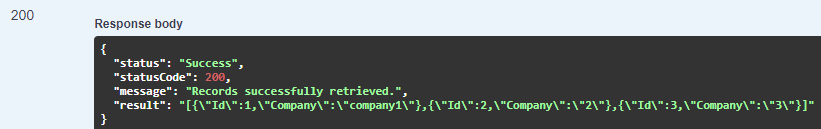 200
Response body
{
  "status": "Success",
  "statusCode": 200,
  "message": "Records successfully retrieved.",
  "result": "[{\"Id\":1,\"Company\":\"company1\"},{\"Id\":2,\"Company\":\"2\"},{\"Id\":3,\"Company\":\"3\"}]"
}